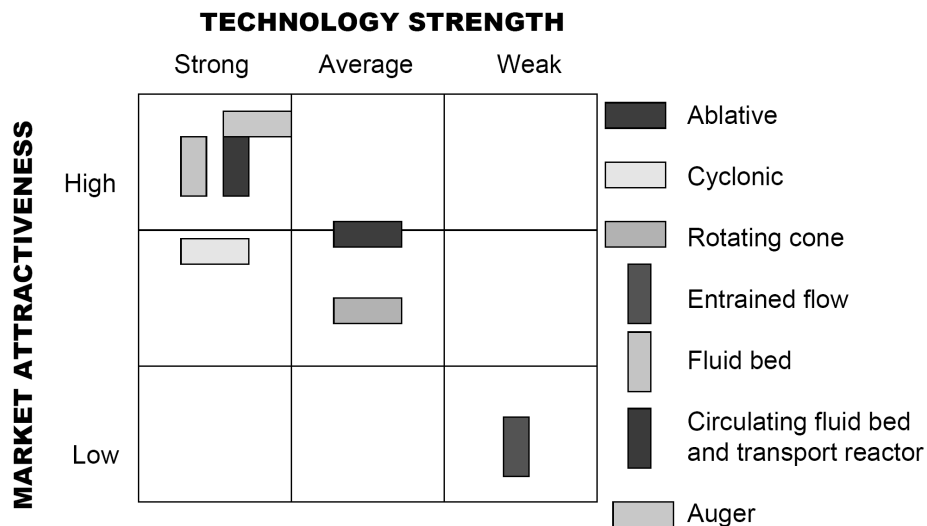 TECHNOLOGY STRENGTH
Strong Average Weak
MARKET ATTRACTIVENESS
High
Low
Ablative
Cyclonic
Rotating cone
Entrained flow
Fluid bed
Circulating fluid bed
and transport reactor
Auger